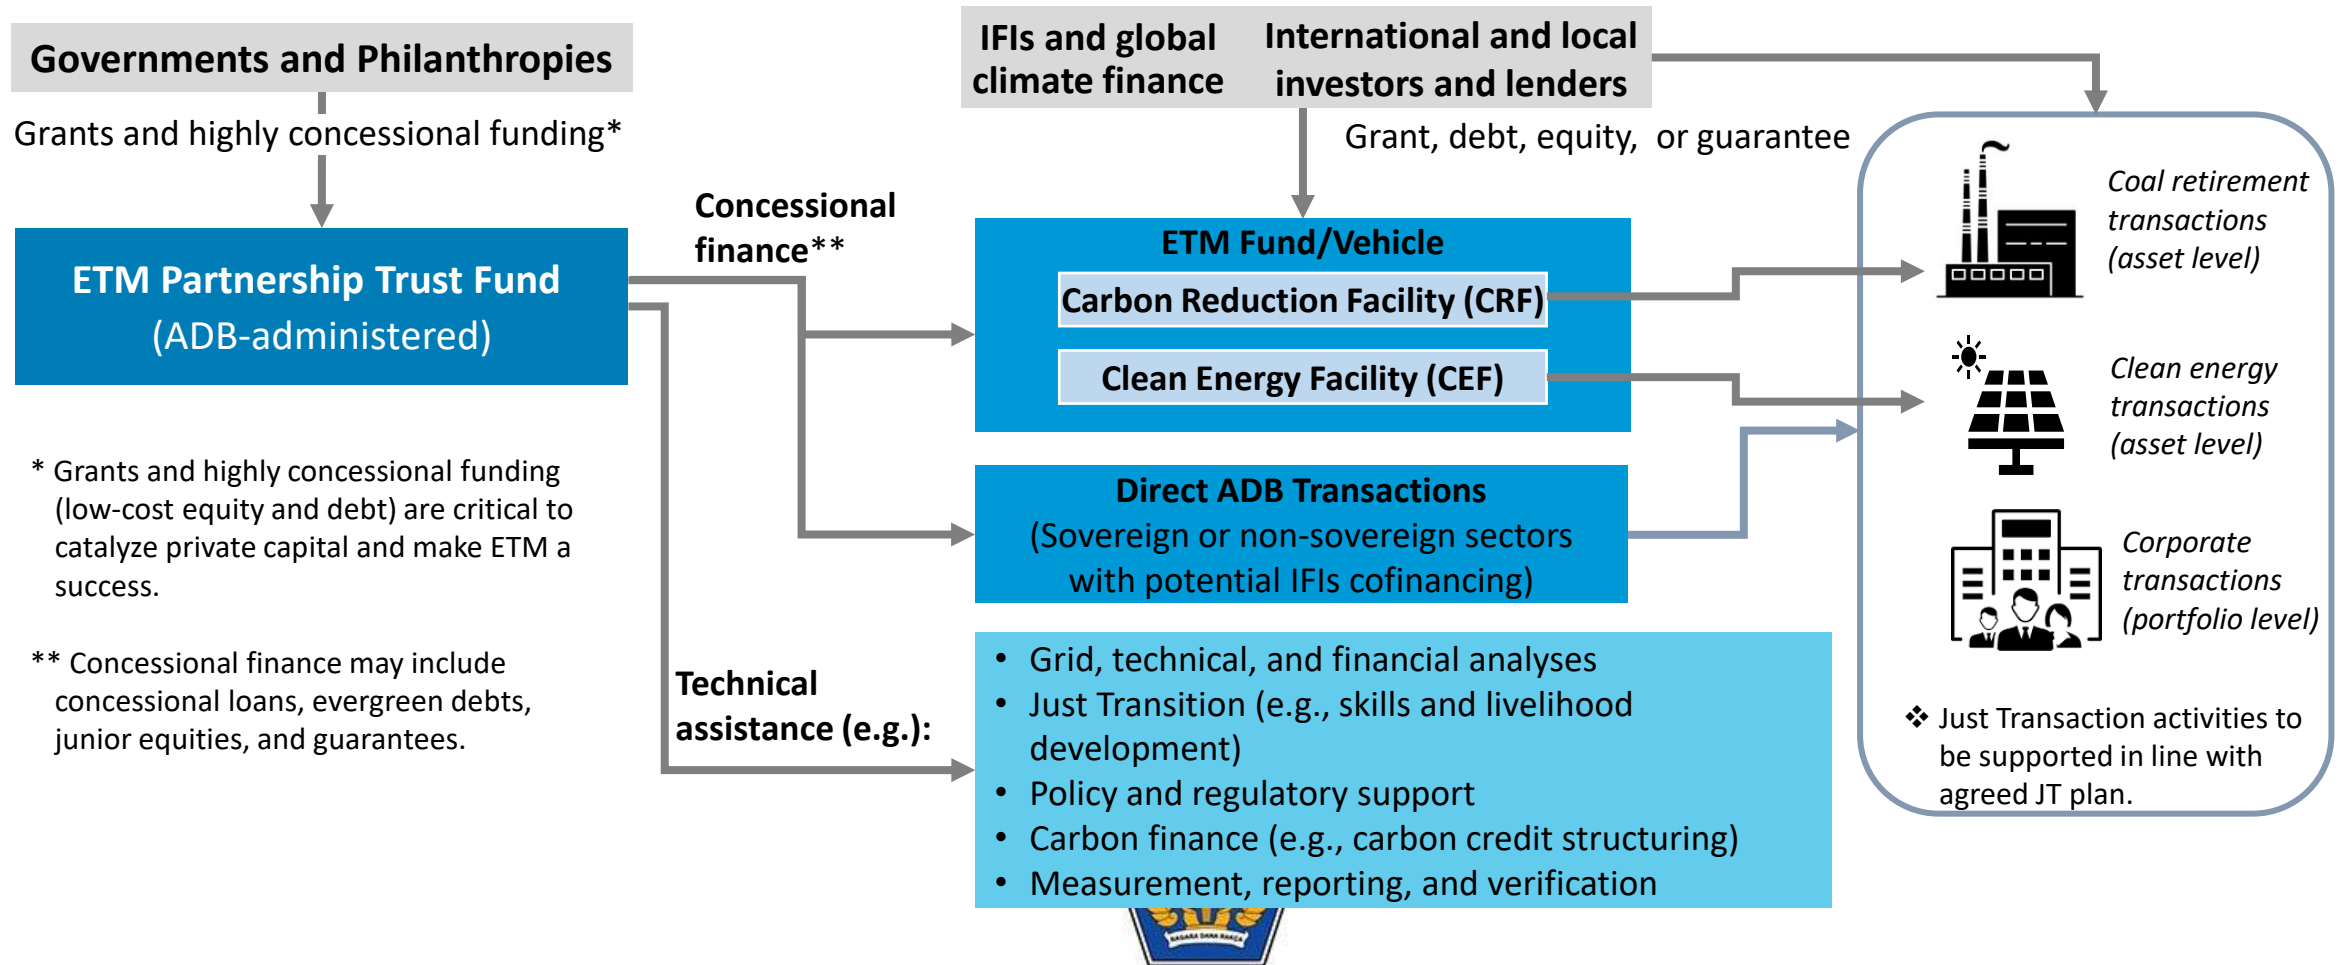 Governments and Philanthropies
Grants and highly concessional funding*
ETM Partnership Trust Fund
(ADB-administered)
* Grants and highly concessional funding
(low-cost equity and debt) are critical to
catalyze private capital and make ETM a
success.
** Concessional finance may include
concessional loans, evergreen debts,
junior equities, and guarantees.
Concessional
finance**
Technical
assistance (e.g.):
IFIs and global
climate finance
International and local
investors and lenders
Grant, debt, equity, or guarantee
ETM Fund/Vehicle
Carbon Reduction Facility (CRF)
Clean Energy Facility (CEF)
Direct ADB Transactions
(Sovereign or non-sovereign sectors
with potential IFIs cofinancing)
• Grid, technical, and financial analyses
• Just Transition (e.g., skills and livelihood
development)
• Policy and regulatory support
• Carbon finance (e.g., carbon credit structuring)
• Measurement, reporting, and verification
Coal retirement
transactions
(asset level)
Clean energy
transactions
(asset level)
Corporate
transactions
(portfolio level)
❖ Just Transaction activities to
be supported in line with
agreed JT plan.
NAGARA DANA RAKÇA